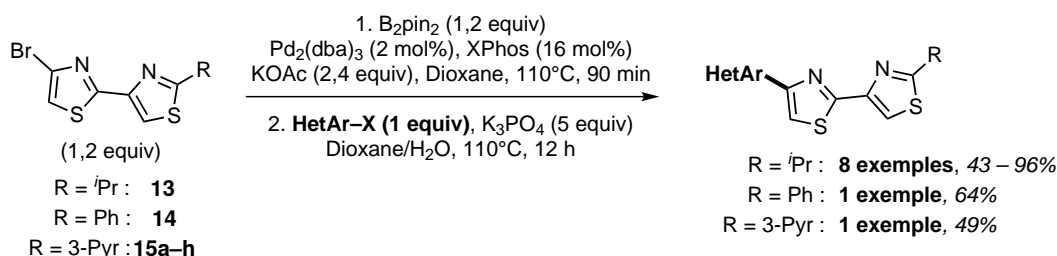 1. B₂pin₂ (1,2 equiv)
Pd₂(dba)₃ (2 mol%), XPhos (16 mol%)
KOAc (2,4 equiv), Dioxane, 110°C, 90 min
2. HetAr–X (1 equiv), K₃PO₄ (5 equiv)
Dioxane/H₂O, 110°C, 12 h
Br
N
S
N
S
R
(1,2 equiv)
R = ⁱPr : 13
R = Ph : 14
R = 3-Pyr : 15a–h
HetAr
N
S
N
S
R
R = ⁱPr : 8 exemples, 43 – 96%
R = Ph : 1 exemple, 64%
R = 3-Pyr : 1 exemple, 49%